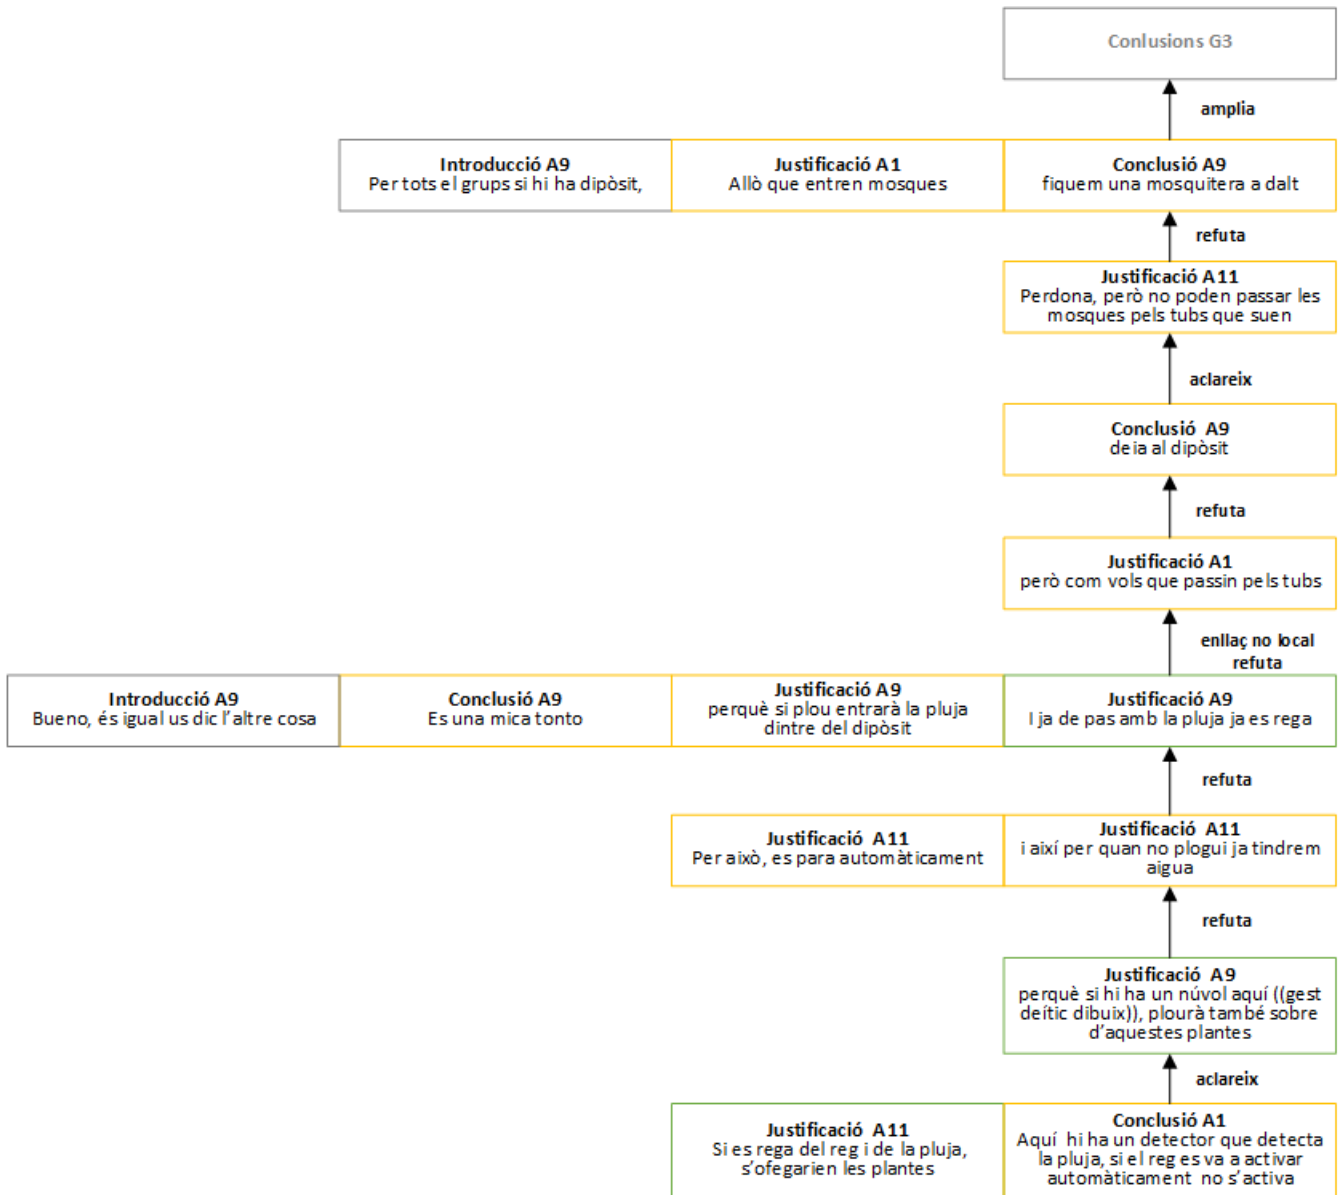 Conlusions G3
amplia
Introducció A9
Per tots el grups si hi ha dipòsit,
Justificació A1
Allò que entren mosques
Conclusió A9
fiquem una mosquitera a dalt
refuta
Justificació A11
Perdona, però no poden passar les
mosques pels tubs que suen
aclareix
Conclusió A9
deia al dipòsit
refuta
Justificació A1
però com vols que passin pels tubs
enllaç no local
refuta
Introducció A9
Bueno, és igual us dic l'altre cosa
Conclusió A9
Es una mica tonto
Justificació A9
perquè si plou entrarà la pluja
dintre del dipòsit
Justificació A9
I ja de pas amb la pluja ja es rega
refuta
Justificació A11
Per això, es para automàticament
Justificació A11
i així per quan no plogui ja tindrem
aigua
refuta
Justificació A9
perquè si hi ha un núvol aquí ((gest
deític dibuix)), plourà també sobre
d'aquestes plantes
aclareix
Justificació A11
Si es rega del reg i de la pluja,
s'ofegarien les plantes
Conclusió A1
Aquí hi ha un detector que detecta
la pluja, si el reg es va a activar
automàticament no s'activa